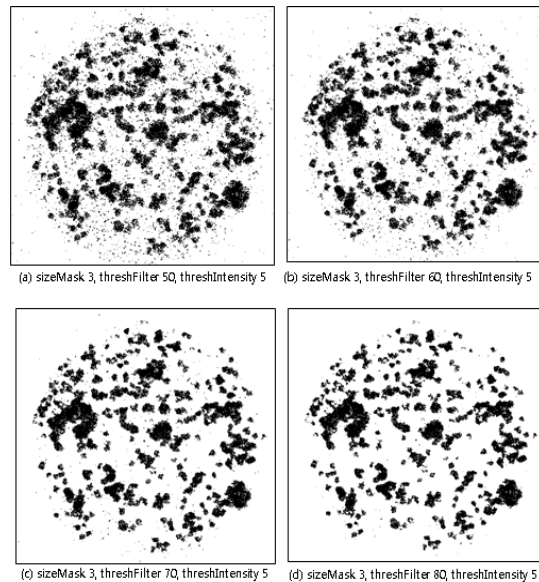 (a) sizeMask 3, threshFilter 50, threshIntensity 5
(b) sizeMask 3, threshFilter 60, threshIntensity 5
(c) sizeMask 3, threshFilter 70, threshIntensity 5
(d) sizeMask 3, threshFilter 80, threshIntensity 5